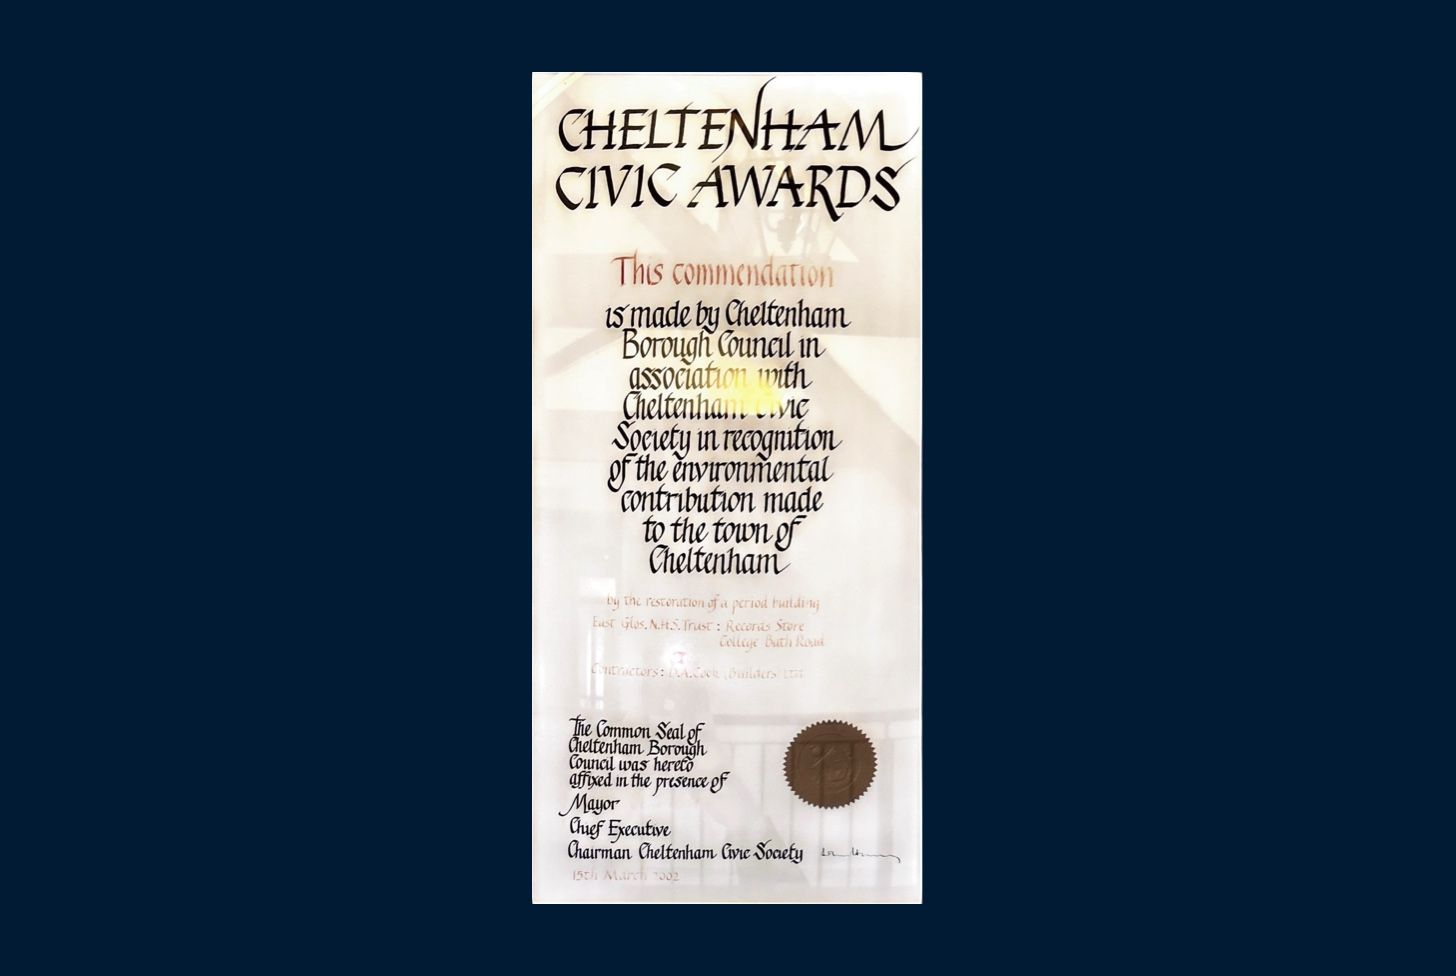 CHELTENHAM
CIVIC AWARDS
This commendation
is made by Cheltenham
Borough Council in
association with
Cheltenham Civic
Society in recognition
of the environmental
contribution made
to the town of
Cheltenham
by the restoration of a period building
East Glos. N.H.S. Trust : Records Store
College Bath Road
Contractors: D.A. Cook (Builders) Ltd
The Common Seal of
Cheltenham Borough
Council was hereto
affixed in the presence of
Mayor
Chief Executive
Chairman Cheltenham Civic Society
15th March 2002